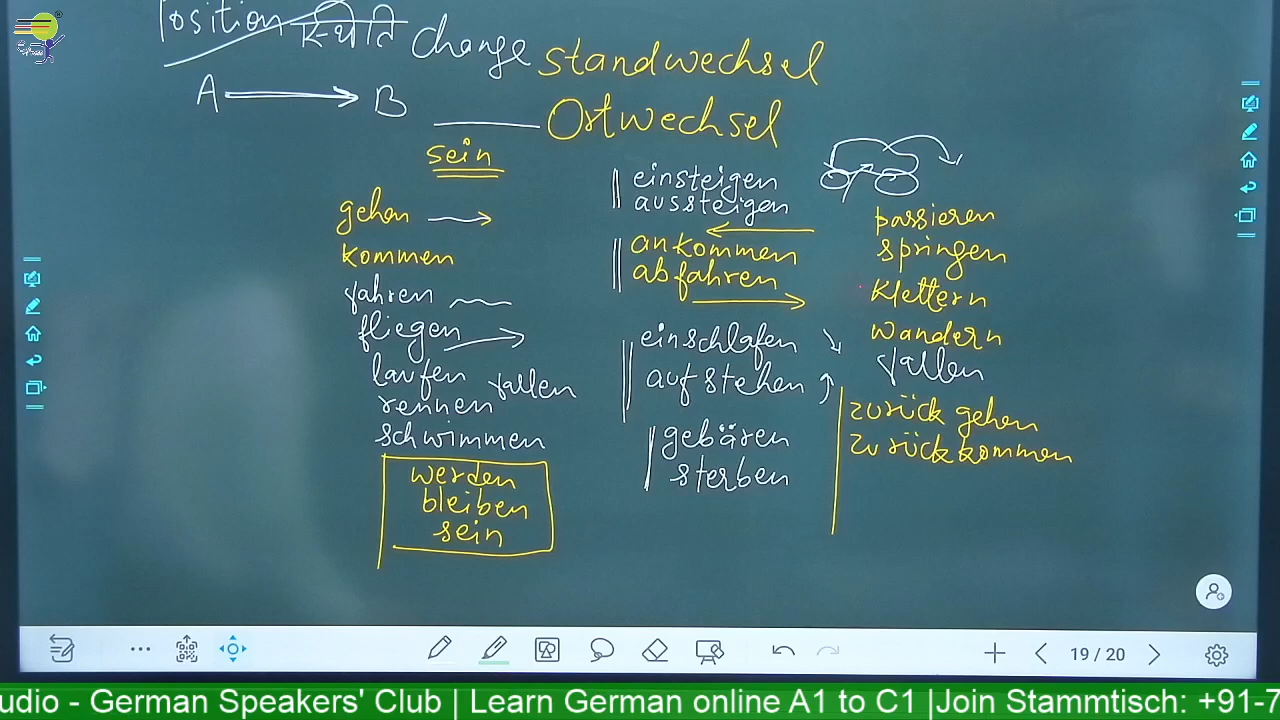 Position स्थिति change standwechsel
A → B Ostwechsel
sein
gehen
kommen
fahren
fliegen
laufen fallen
rennen
schwimmen
werden
bleiben
sein
einsteigen
aussteigen
ankommen
abfahren
einschlafen
aufstehen
gebären
sterben
passieren
springen
klettern
wandern
fallen
zurück gehen
zurückkommen
19 / 20
udio - German Speakers' Club | Learn German online A1 to C1 |Join Stammtisch: +91-7